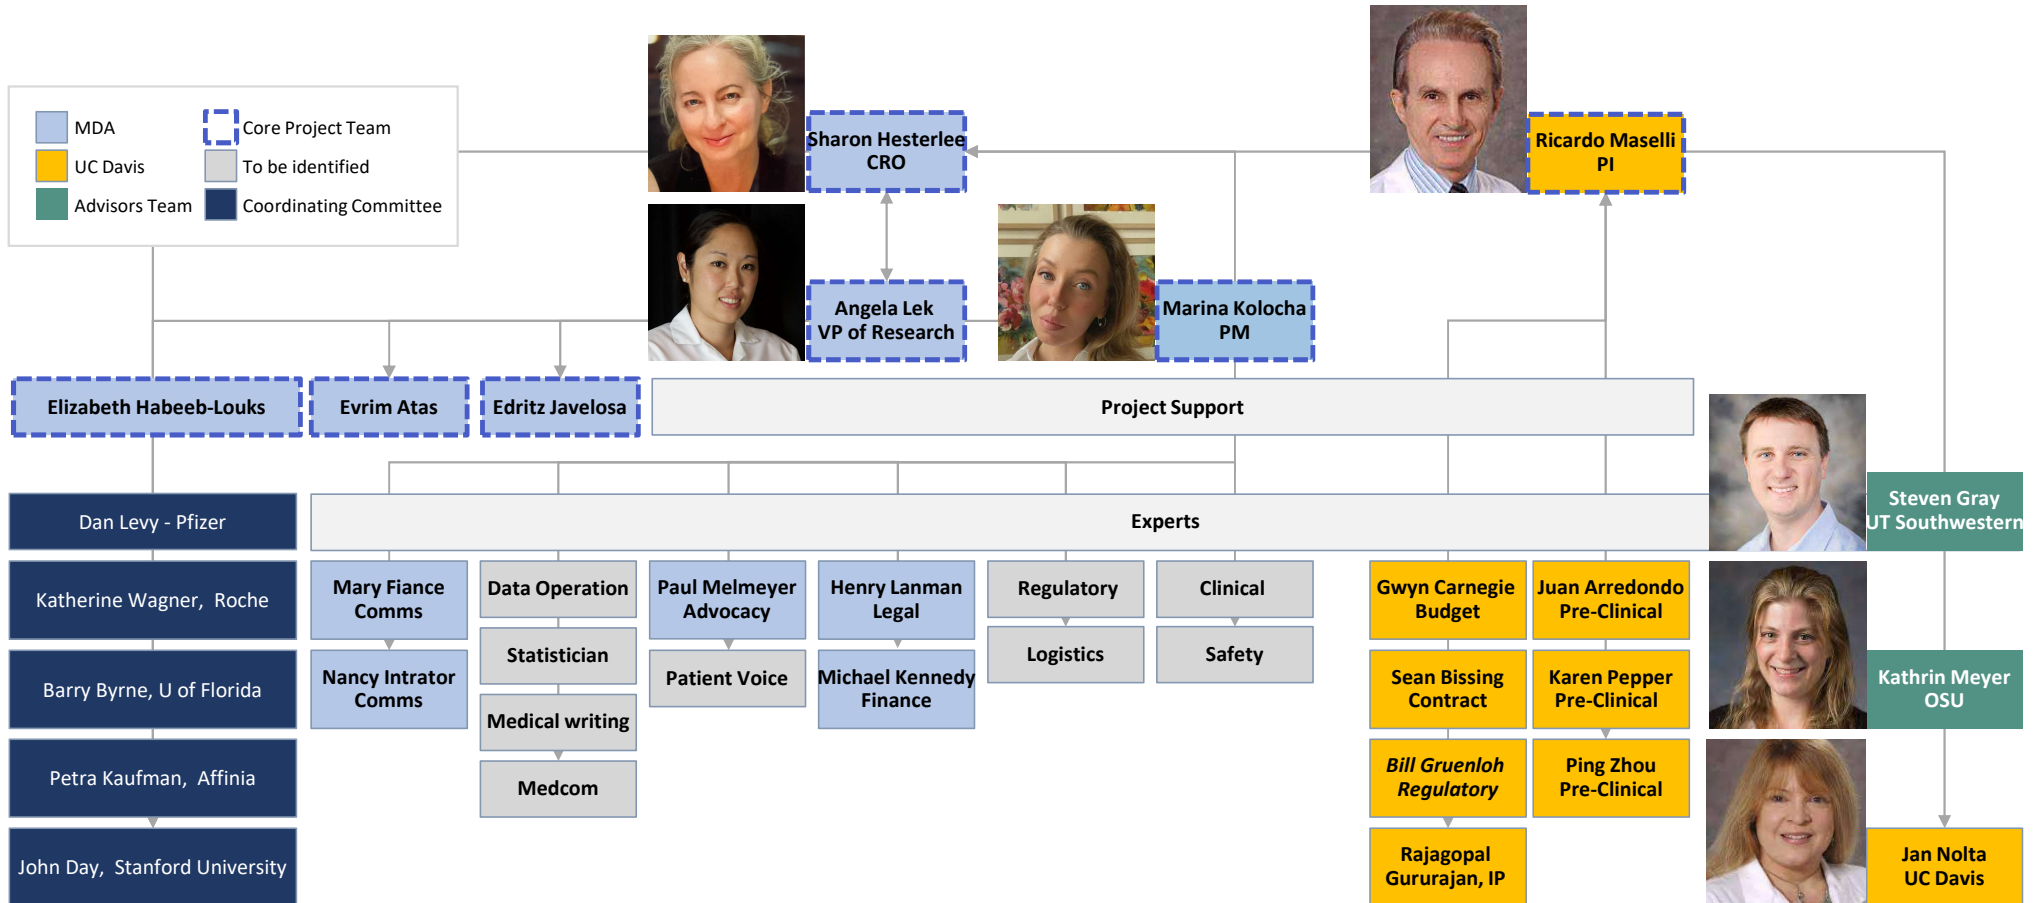 MDA
Core Project Team
UC Davis
To be identified
Advisors Team
Coordinating Committee
Sharon Hesterlee
CRO
Ricardo Maselli
PI
Angela Lek
VP of Research
Marina Kolocha
PM
Elizabeth Habeeb-Louks
Evrim Atas
Edritz Javelosa
Project Support
Dan Levy - Pfizer
Experts
Steven Gray
UT Southwestern
Katherine Wagner, Roche
Mary Fiance
Comms
Data Operation
Paul Melmeyer
Advocacy
Henry Lanman
Legal
Regulatory
Clinical
Gwyn Carnegie
Budget
Juan Arredondo
Pre-Clinical
Statistician
Logistics
Safety
Barry Byrne, U of Florida
Nancy Intrator
Comms
Patient Voice
Michael Kennedy
Finance
Sean Bissing
Contract
Karen Pepper
Pre-Clinical
Kathrin Meyer
OSU
Medical writing
Petra Kaufman, Affinia
Medcom
Bill Gruenloh
Regulatory
Ping Zhou
Pre-Clinical
John Day, Stanford University
Rajagopal
Gururajan, IP
Jan Nolta
UC Davis